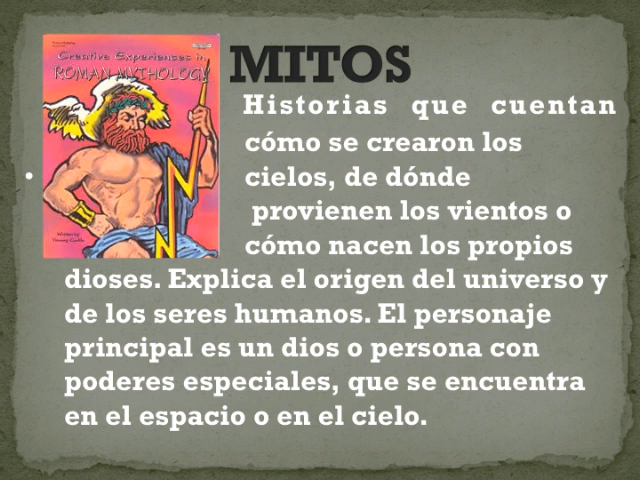 MITOS
Creative Experiences in
ROMAN MYTHOLOGY
Written by
Historias que cuentan
cómo se crearon los
• cielos, de dónde
provienen los vientos o
cómo nacen los propios
dioses. Explica el origen del universo y
de los seres humanos. El personaje
principal es un dios o persona con
poderes especiales, que se encuentra
en el espacio o en el cielo.